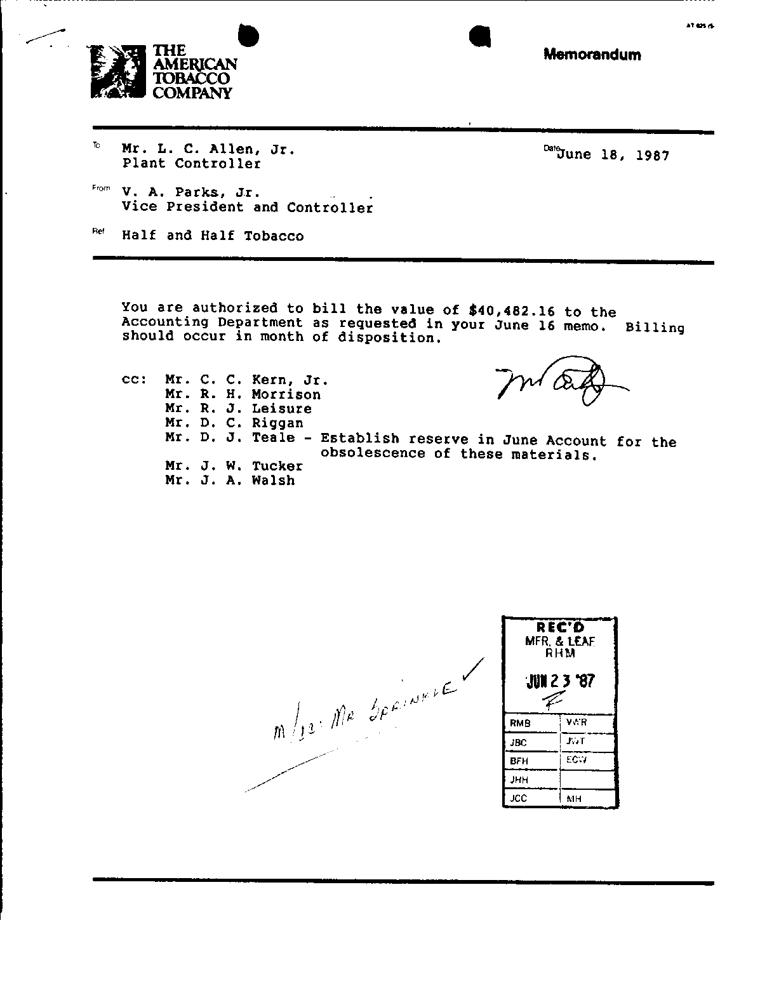 THE
AMERICAN
TOBACCO
COMPANY
Memorandum
To Mr. L. C. Allen, Jr.
Plant Controller
Date June 18, 1987
From V. A. Parks, Jr.
Vice President and Controller
Ref Half and Half Tobacco
You are authorized to bill the value of $40,482.16 to the
Accounting Department as requested in your June 16 memo. Billing
should occur in month of disposition.
cc: Mr. C. C. Kern, Jr.
Mr. R. H. Morrison
Mr. R. J. Leisure
Mr. D. C. Riggan
Mr. D. J. Teale - Establish reserve in June Account for the
obsolescence of these materials.
Mr. J. W. Tucker
Mr. J. A. Walsh
REC'D
MFR. & LEAF
RHM
JUN 23 '87
RMB VWR
JBC JWT
BFH ECW
JHH
JCC MH
Mr Sprinkle